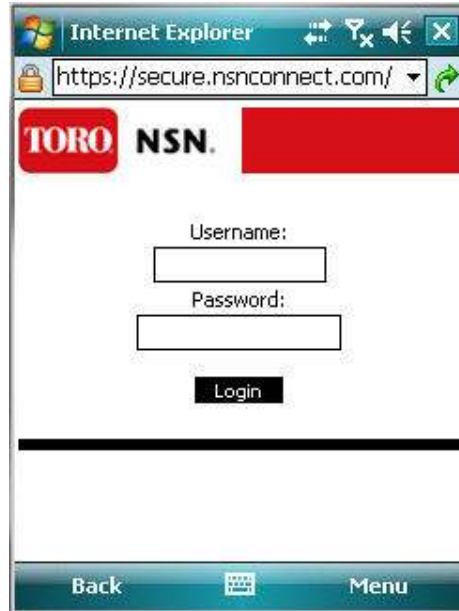 Internet Explorer
https://secure.nsnconnect.com/
TORO NSN.
Username:
Password:
Login
Back Menu